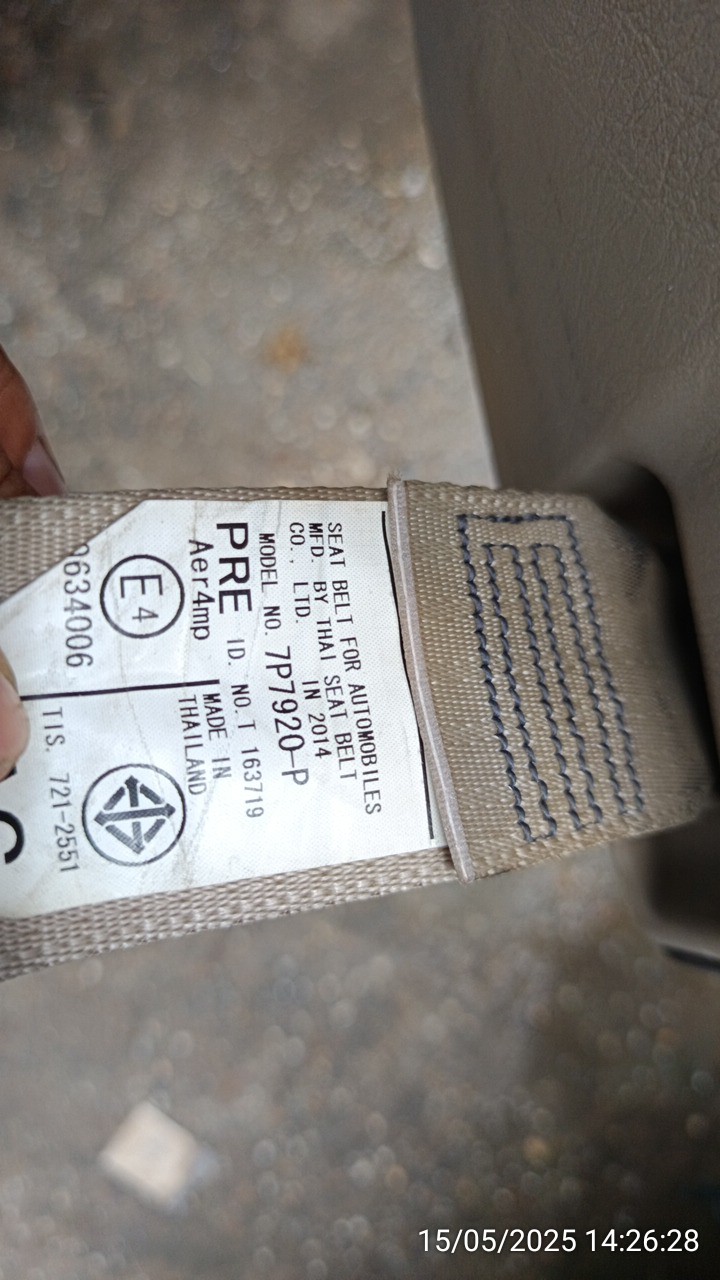 SEAT BELT FOR AUTOMOBILES
MFD. BY THAI SEAT BELT
CO., LTD. IN 2014
MODEL NO. 7P7920-P
PRE ID. NO.T 163719
Aer4mp
MADE IN
THAILAND
E4
0634006
TIS. 721-2551
C
15/05/2025 14:26:28